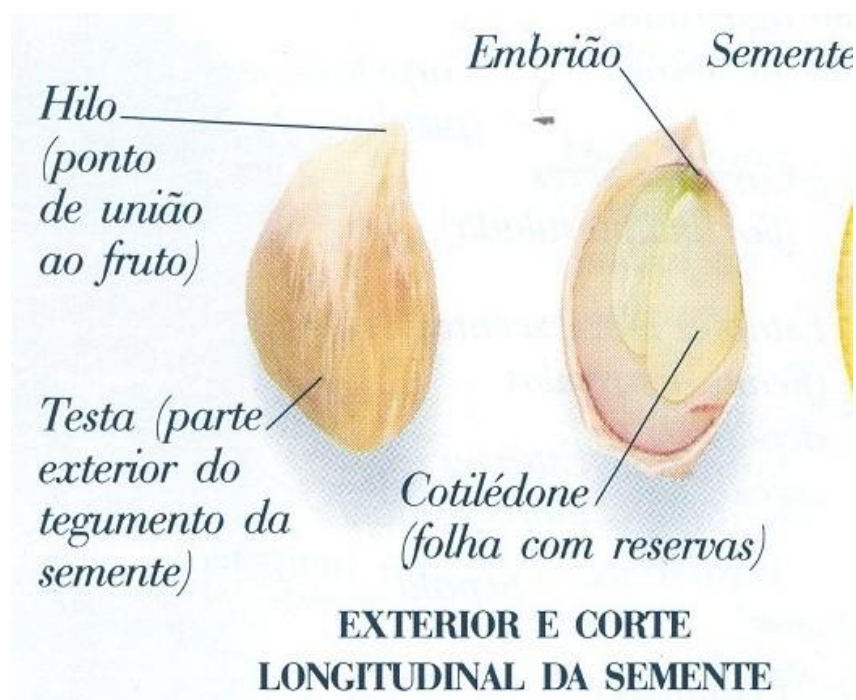 Embrião
Semente
Hilo
(ponto
de união
ao fruto)
Testa (parte
exterior do
tegumento da
semente)
Cotilédone
(folha com reservas)
EXTERIOR E CORTE
LONGITUDINAL DA SEMENTE